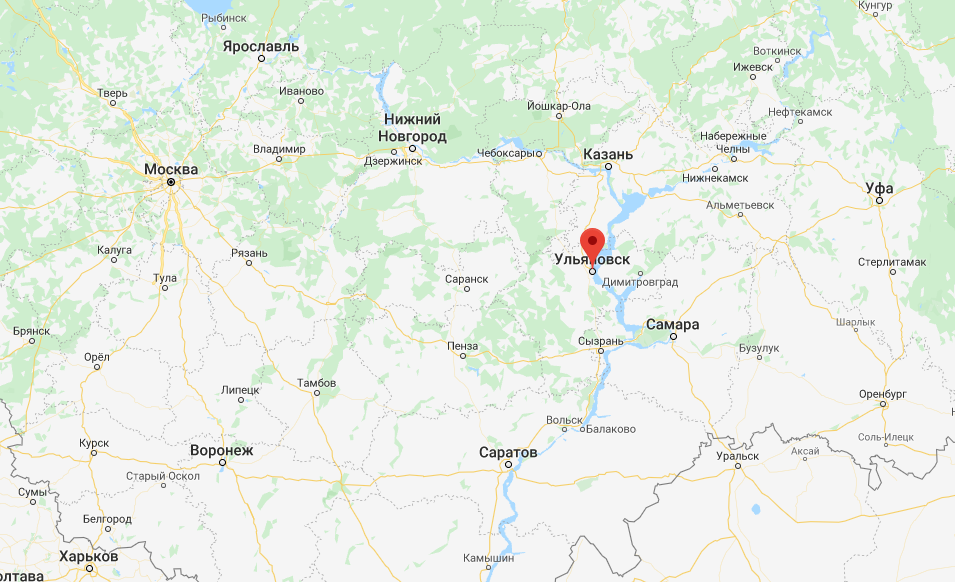 Рыбинск
Кунгур
Ярославль
Воткинск
Ижевск
Тверь
Иваново
Йошкар-Ола
Нефтекамск
Нижний
Новгород
Набережные
Челны
Владимир
Дзержинск
Чебоксары
Казань
Москва
Нижнекамск
Уфа
Альметьевск
Калуга
Рязань
Ульяновск
Стерлитамак
Тула
Саранск
Димитровград
Брянск
Самара
Шарлык
Сызрань
Пенза
Бузулук
Орёл
Липецк
Тамбов
Оренбург
Вольск
Балаково
Курск
Воронеж
Саратов
Соль-Илецк
Уральск
Аксай
Старый Оскол
Сумы
Белгород
Харьков
Камышин
олтава